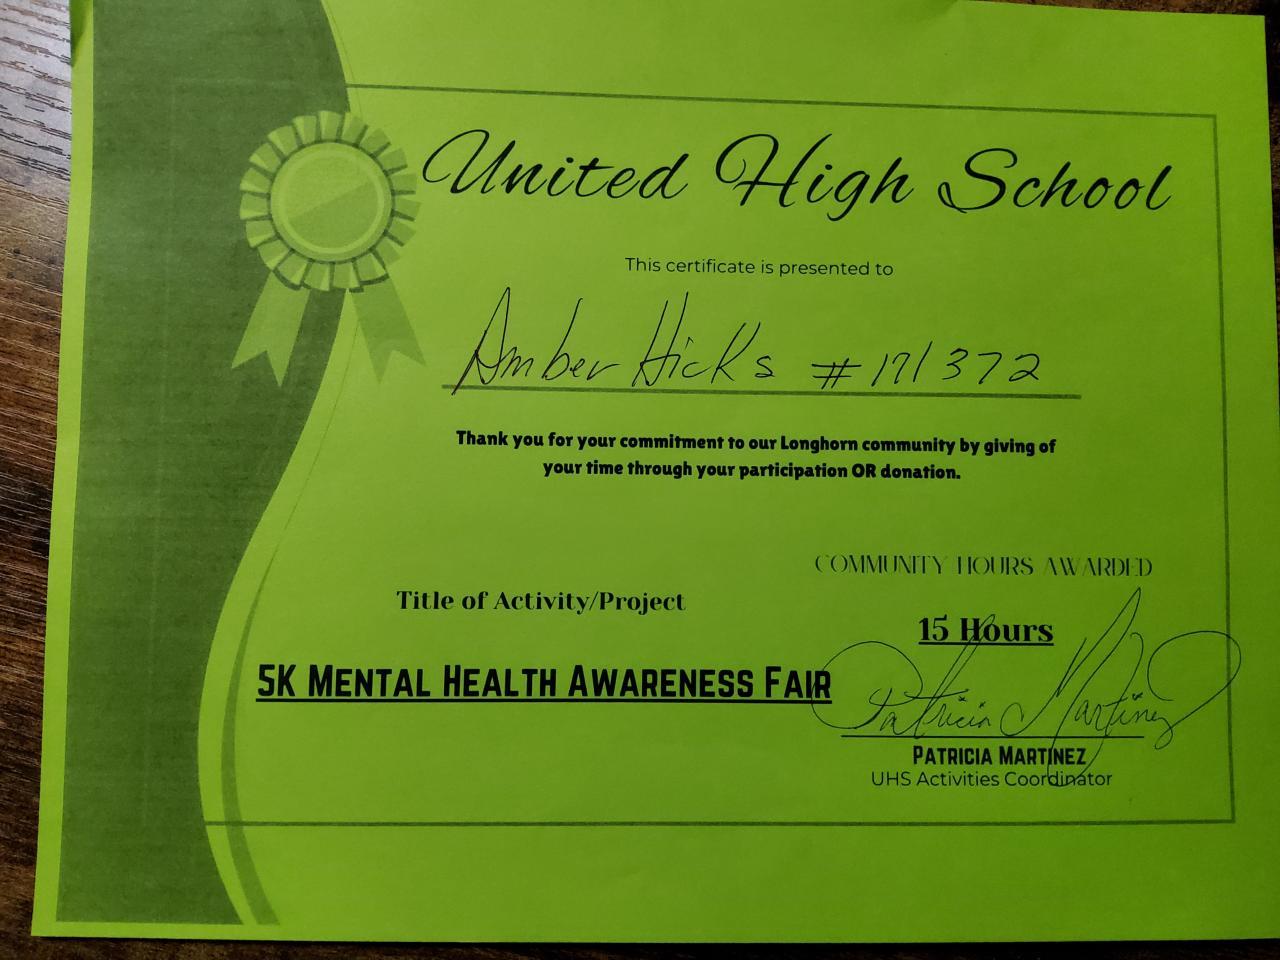 United High School
This certificate is presented to
Amber Hicks #171372
Thank you for your commitment to our Longhorn community by giving of
your time through your participation OR donation.
COMMUNITY HOURS AWARDED
Title of Activity/Project
15 Hours
5K MENTAL HEALTH AWARENESS FAIR
Patricia Martinez
PATRICIA MARTINEZ
UHS Activities Coordinator